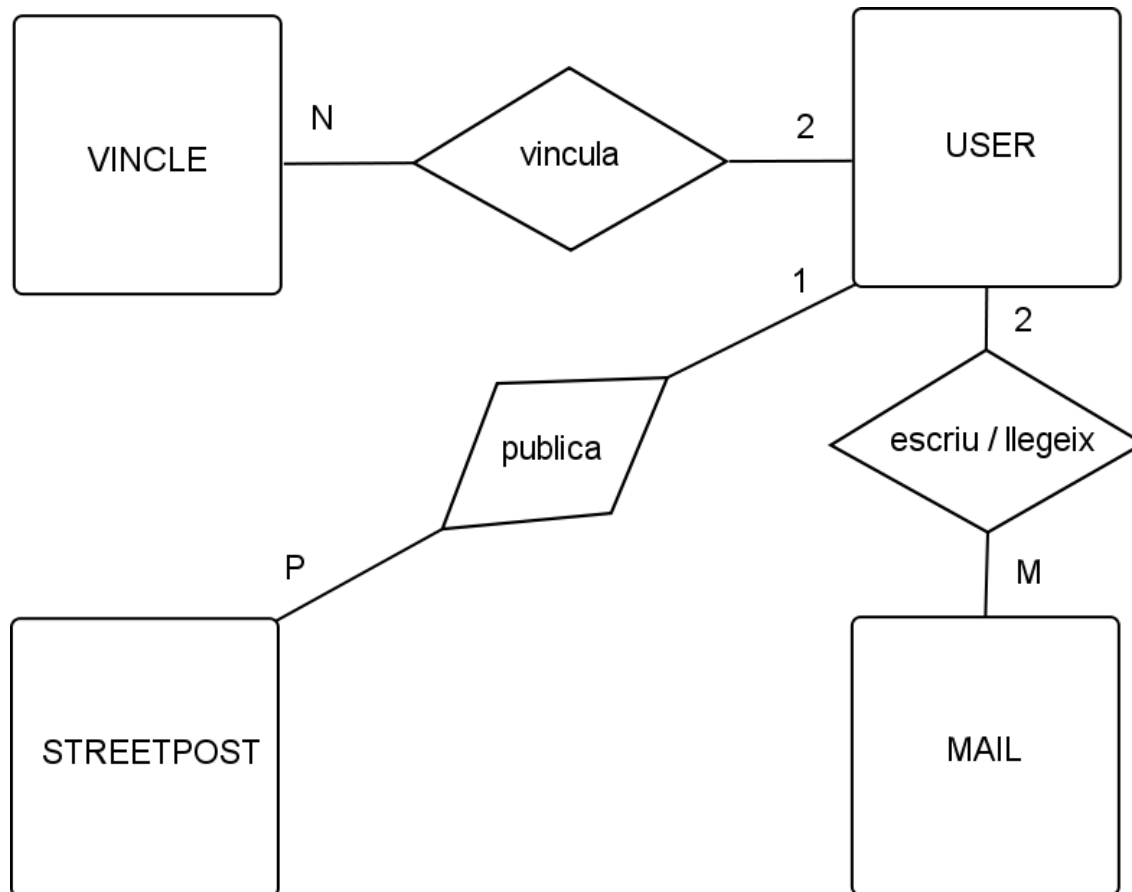 VINCLE
N
vincula
2
USER
1
2
publica
escriu / llegeix
P
M
STREETPOST
MAIL